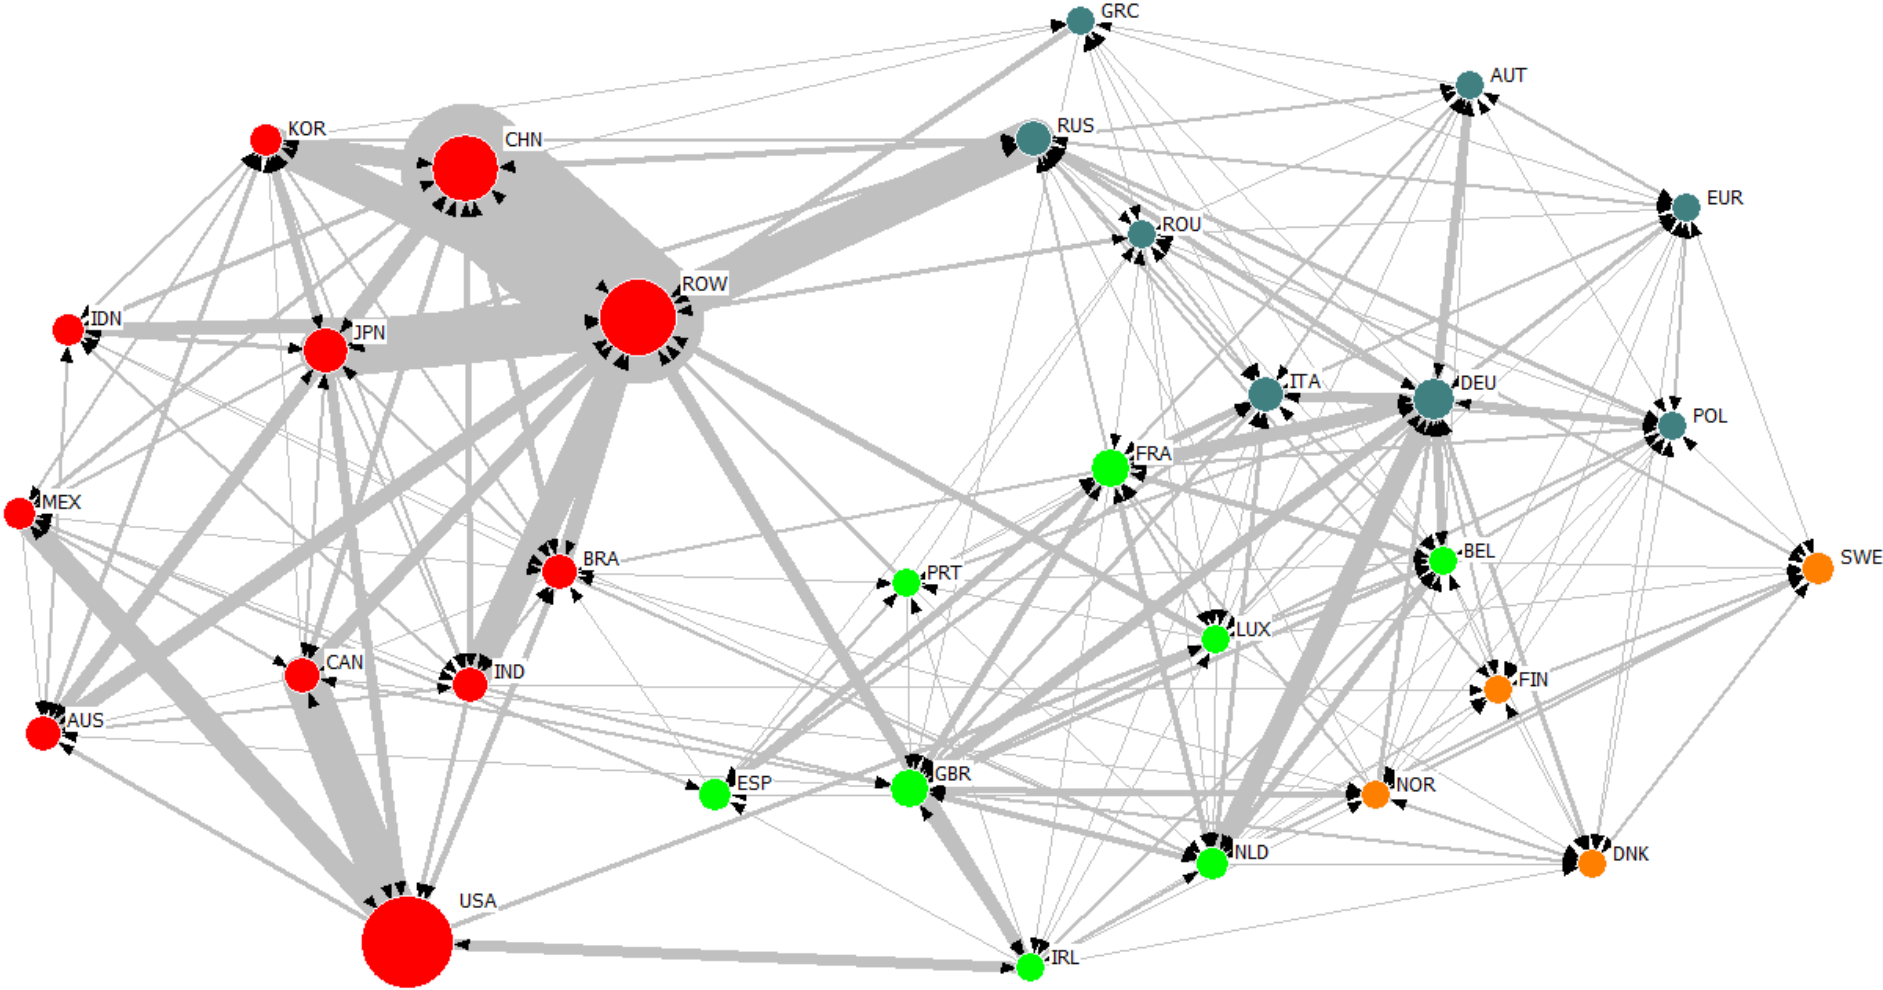 GRC
AUT
KOR
CHN
RUS
EUR
ROU
ROW
IDN
JPN
ITA
DEU
POL
FRA
MEX
BRA
PRT
BEL
SWE
LUX
CAN
IND
FIN
AUS
ESP
GBR
NOR
NLD
DNK
USA
IRL